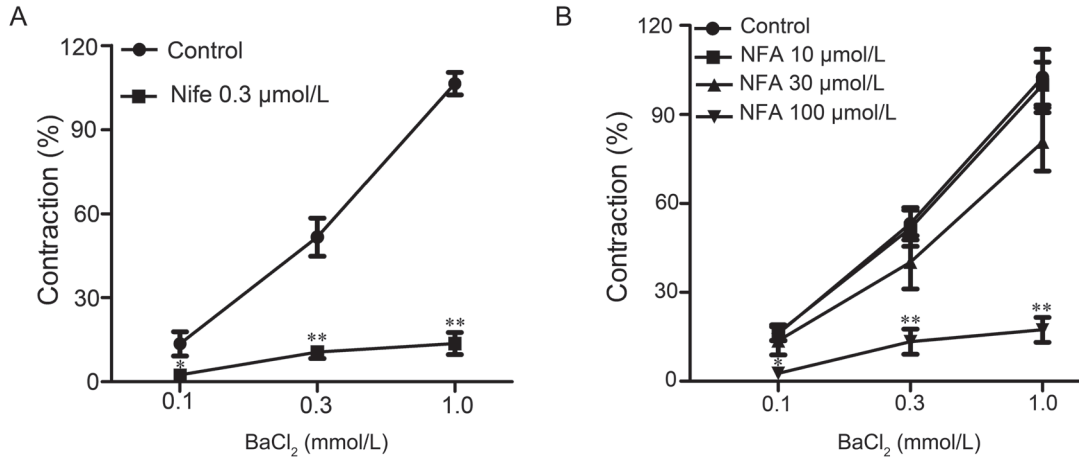 A
Control
Nife 0.3 μmol/L
Contraction (%)
120
90
60
30
0
*
**
**
0.1
0.3
1.0
BaCl₂ (mmol/L)
B
Control
NFA 10 μmol/L
NFA 30 μmol/L
NFA 100 μmol/L
Contraction (%)
120
90
60
30
0
*
**
**
0.1
0.3
1.0
BaCl₂ (mmol/L)